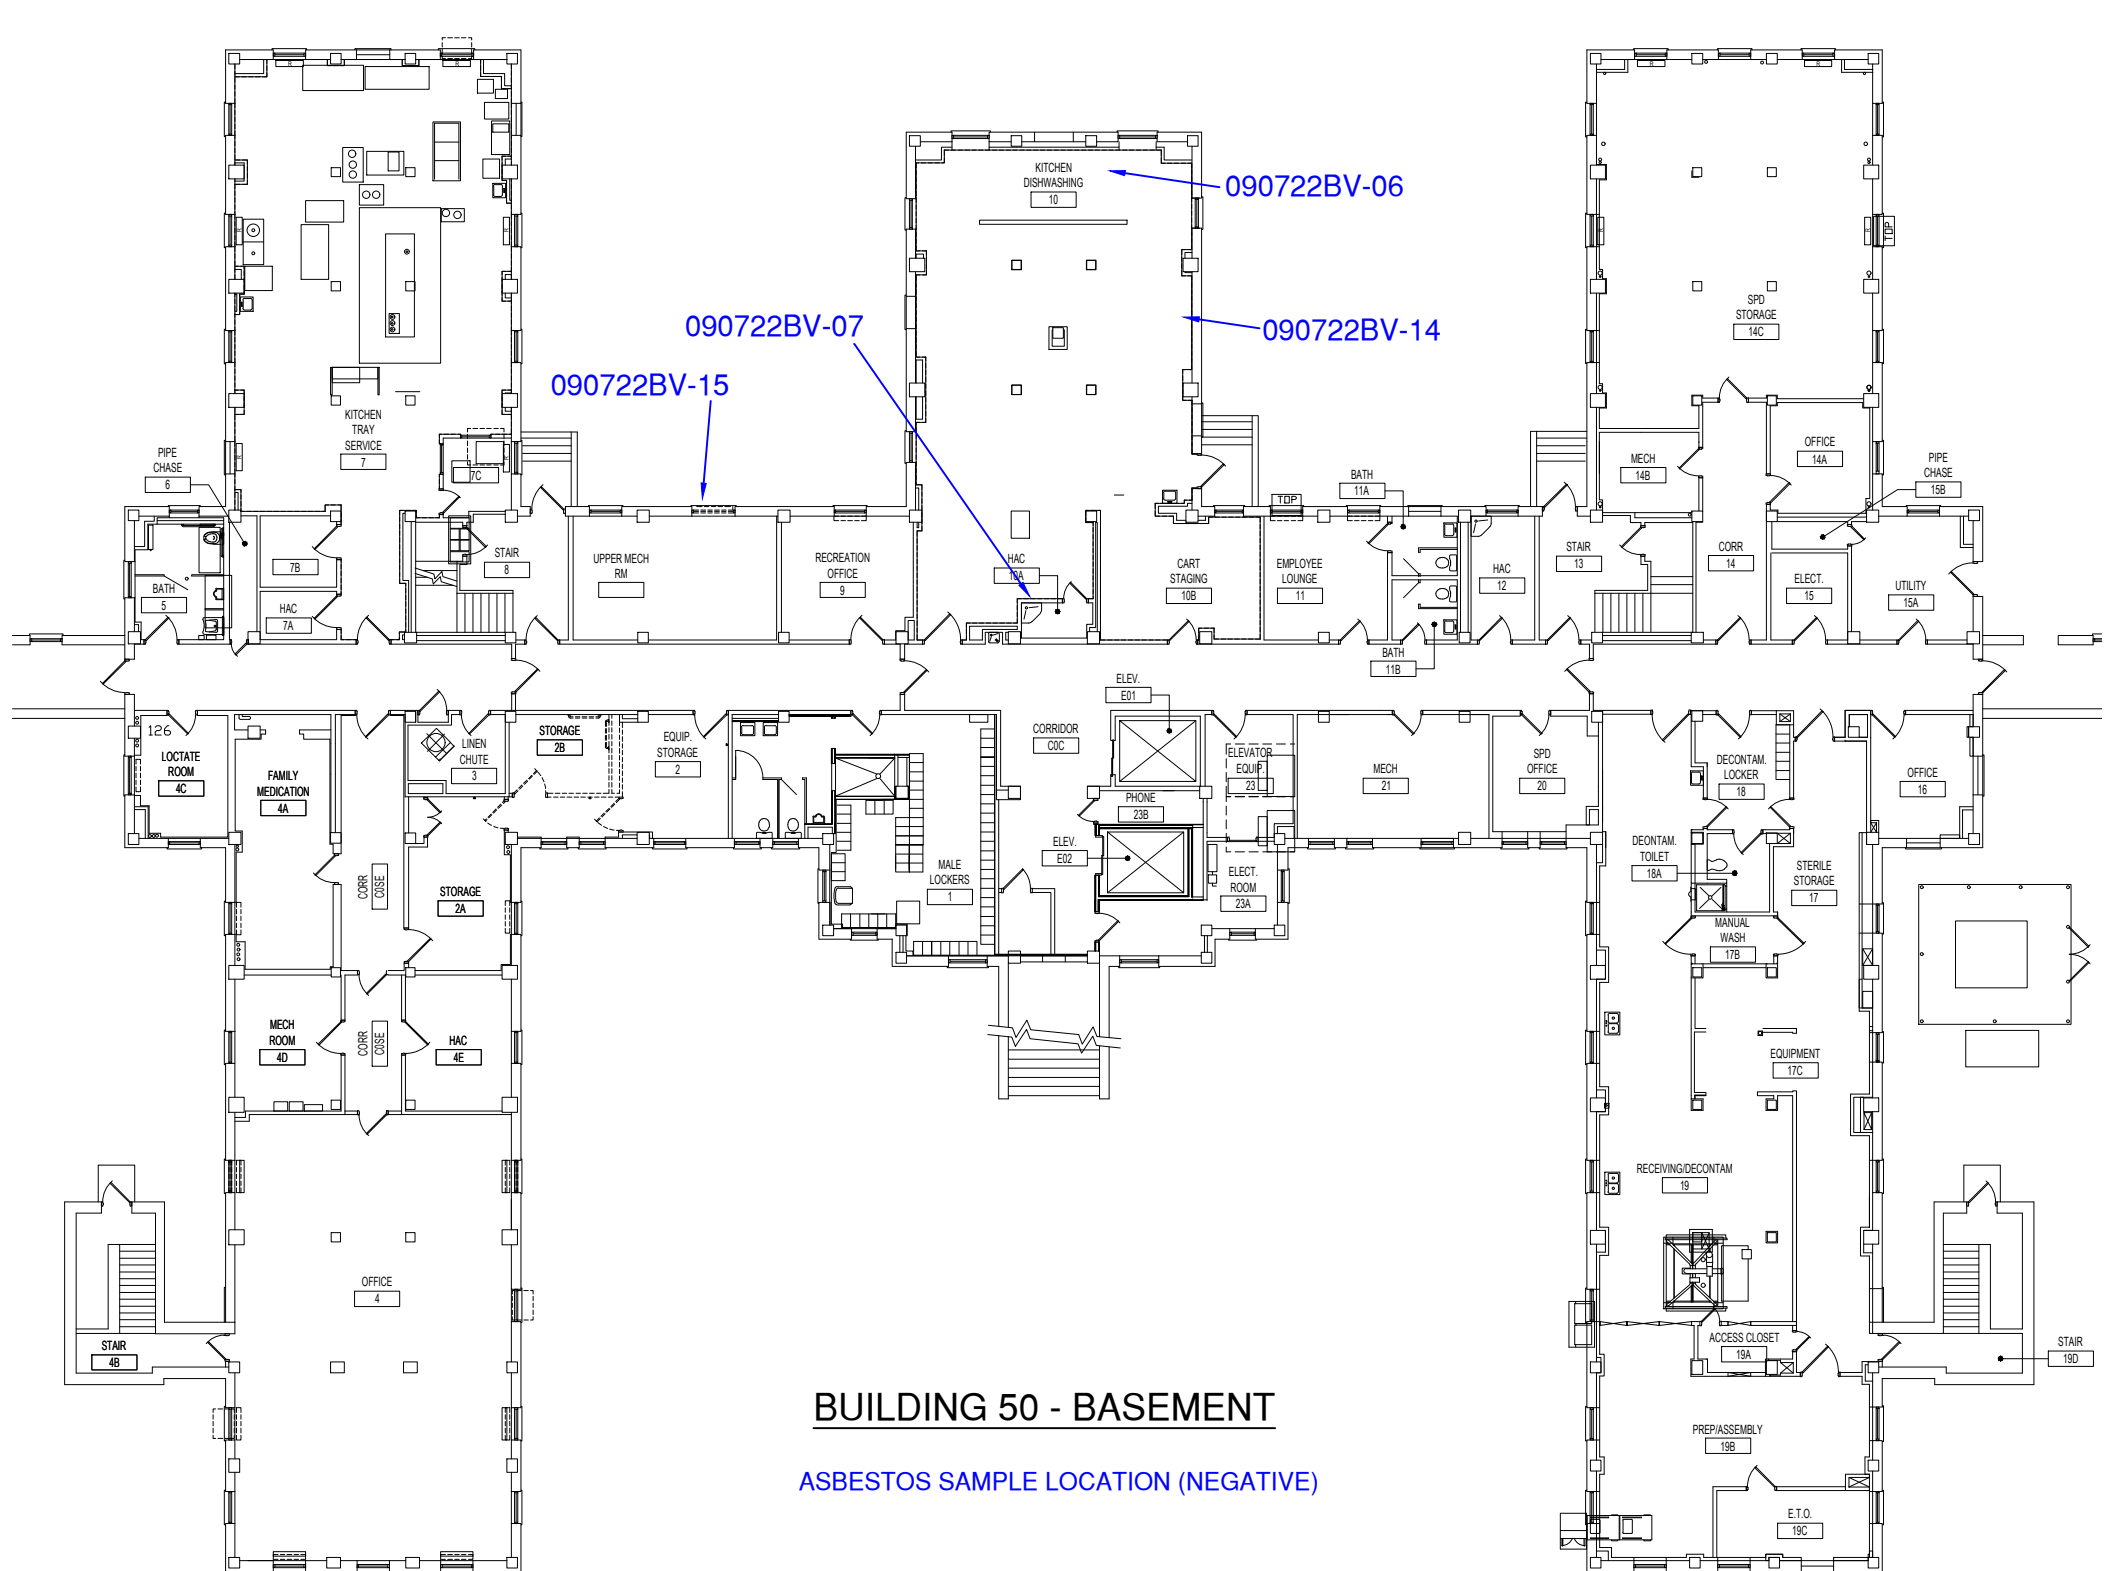 KITCHEN
DISHWASHING
10
090722BV-06
090722BV-07
090722BV-14
090722BV-15
TOP
SPD
STORAGE
14C
KITCHEN
TRAY
SERVICE
7
7C
PIPE
CHASE
6
MECH
14B
OFFICE
14A
PIPE
CHASE
15B
BATH
11A
TOP
BATH
5
7B
HAC
7A
STAIR
8
UPPER MECH
RM
RECREATION
OFFICE
9
HAC
10A
CART
STAGING
10B
EMPLOYEE
LOUNGE
11
HAC
12
STAIR
13
CORR
14
ELECT.
15
UTILITY
15A
BATH
11B
126
LOCTATE
ROOM
4C
FAMILY
MEDICATION
4A
LINEN
CHUTE
3
STORAGE
2B
EQUIP.
STORAGE
2
CORRIDOR
C0C
ELEV.
E01
ELEVATOR
EQUIP.
23
MECH
21
SPD
OFFICE
20
DECONTAM.
LOCKER
18
OFFICE
16
PHONE
23B
ELEV.
E02
MALE
LOCKERS
1
ELECT.
ROOM
23A
DEONTAM.
TOILET
18A
STERILE
STORAGE
17
CORR
C05E
STORAGE
2A
MANUAL
WASH
17B
MECH
ROOM
4D
CORR
C05E
HAC
4E
EQUIPMENT
17C
RECEIVING/DECONTAM
19
OFFICE
4
STAIR
4B
ACCESS CLOSET
19A
STAIR
19D
PREP/ASSEMBLY
19B
E.T.O.
19C
BUILDING 50 - BASEMENT
ASBESTOS SAMPLE LOCATION (NEGATIVE)